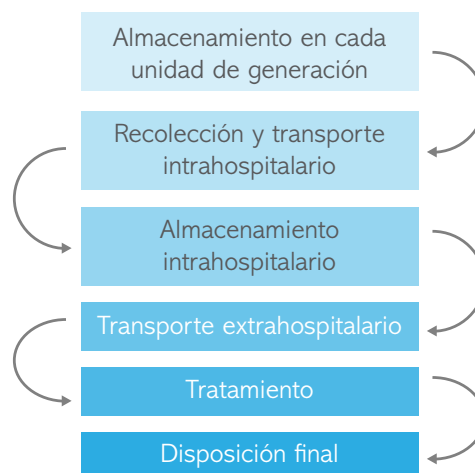 Almacenamiento en cada
unidad de generación
Recolección y transporte
intrahospitalario
Almacenamiento
intrahospitalario
Transporte extrahospitalario
Tratamiento
Disposición final